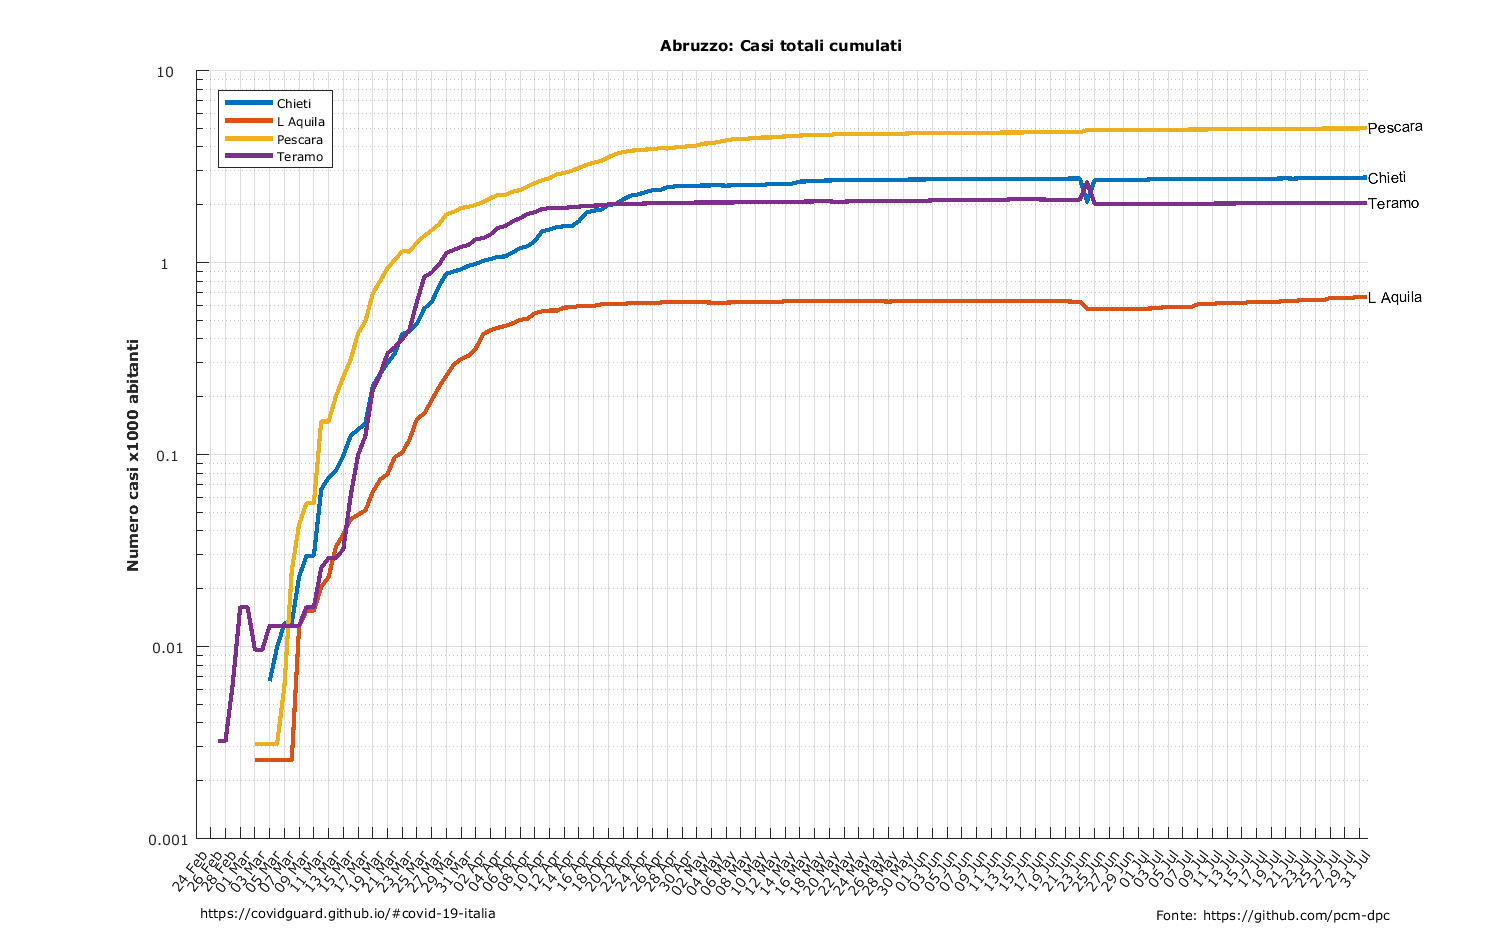 Abruzzo: Casi totali cumulati
10
1
0.1
0.01
0.001
Numero casi x1000 abitanti
Chieti
L Aquila
Pescara
Teramo
Pescara
Chieti
Teramo
L Aquila
24 Feb
26 Feb
28 Feb
01 Mar
03 Mar
05 Mar
07 Mar
09 Mar
11 Mar
13 Mar
15 Mar
17 Mar
19 Mar
21 Mar
23 Mar
25 Mar
27 Mar
29 Mar
31 Mar
02 Apr
04 Apr
06 Apr
08 Apr
10 Apr
12 Apr
14 Apr
16 Apr
18 Apr
20 Apr
22 Apr
24 Apr
26 Apr
28 Apr
30 Apr
02 May
04 May
06 May
08 May
10 May
12 May
14 May
16 May
18 May
20 May
22 May
24 May
26 May
28 May
30 May
01 Jun
03 Jun
05 Jun
07 Jun
09 Jun
11 Jun
13 Jun
15 Jun
17 Jun
19 Jun
21 Jun
23 Jun
25 Jun
27 Jun
29 Jun
01 Jul
03 Jul
05 Jul
07 Jul
09 Jul
11 Jul
13 Jul
15 Jul
17 Jul
19 Jul
21 Jul
23 Jul
25 Jul
27 Jul
29 Jul
31 Jul
https://covidguard.github.io/#covid-19-italia
Fonte: https://github.com/pcm-dpc